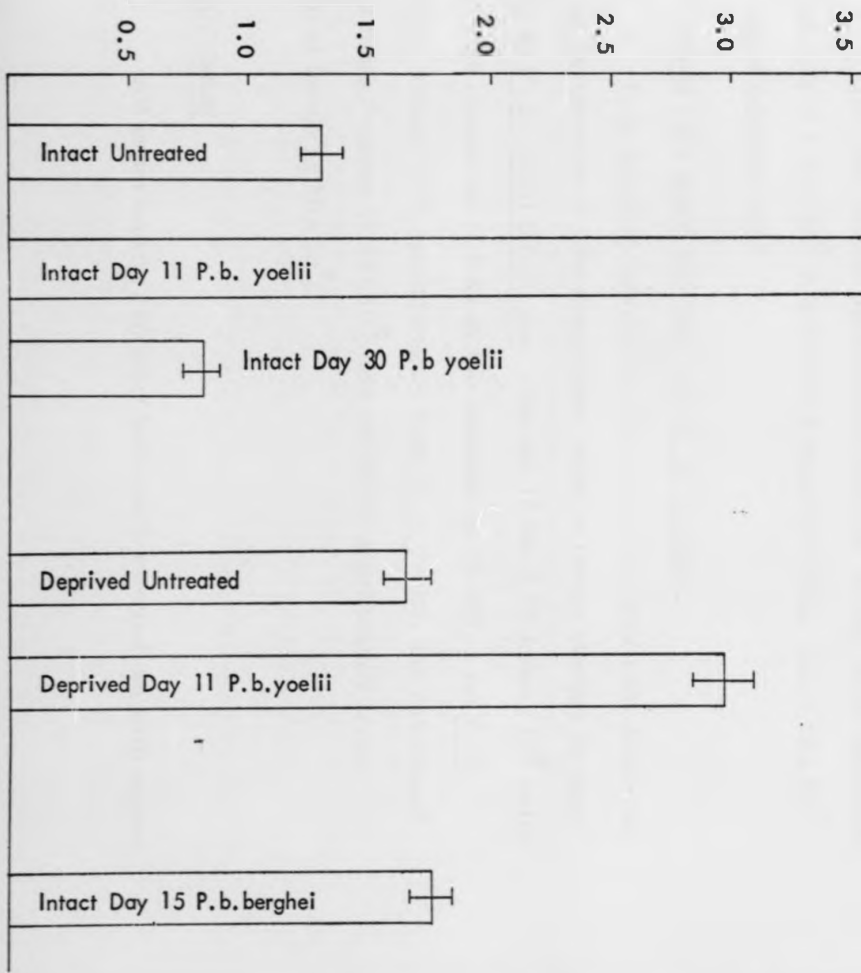 0.5
1.0
1.5
2.0
2.5
3.0
3.5
Intact Untreated
Intact Day 11 P.b. yoelii
Intact Day 30 P.b yoelii
Deprived Untreated
Deprived Day 11 P.b.yoelii
Intact Day 15 P.b.berghei